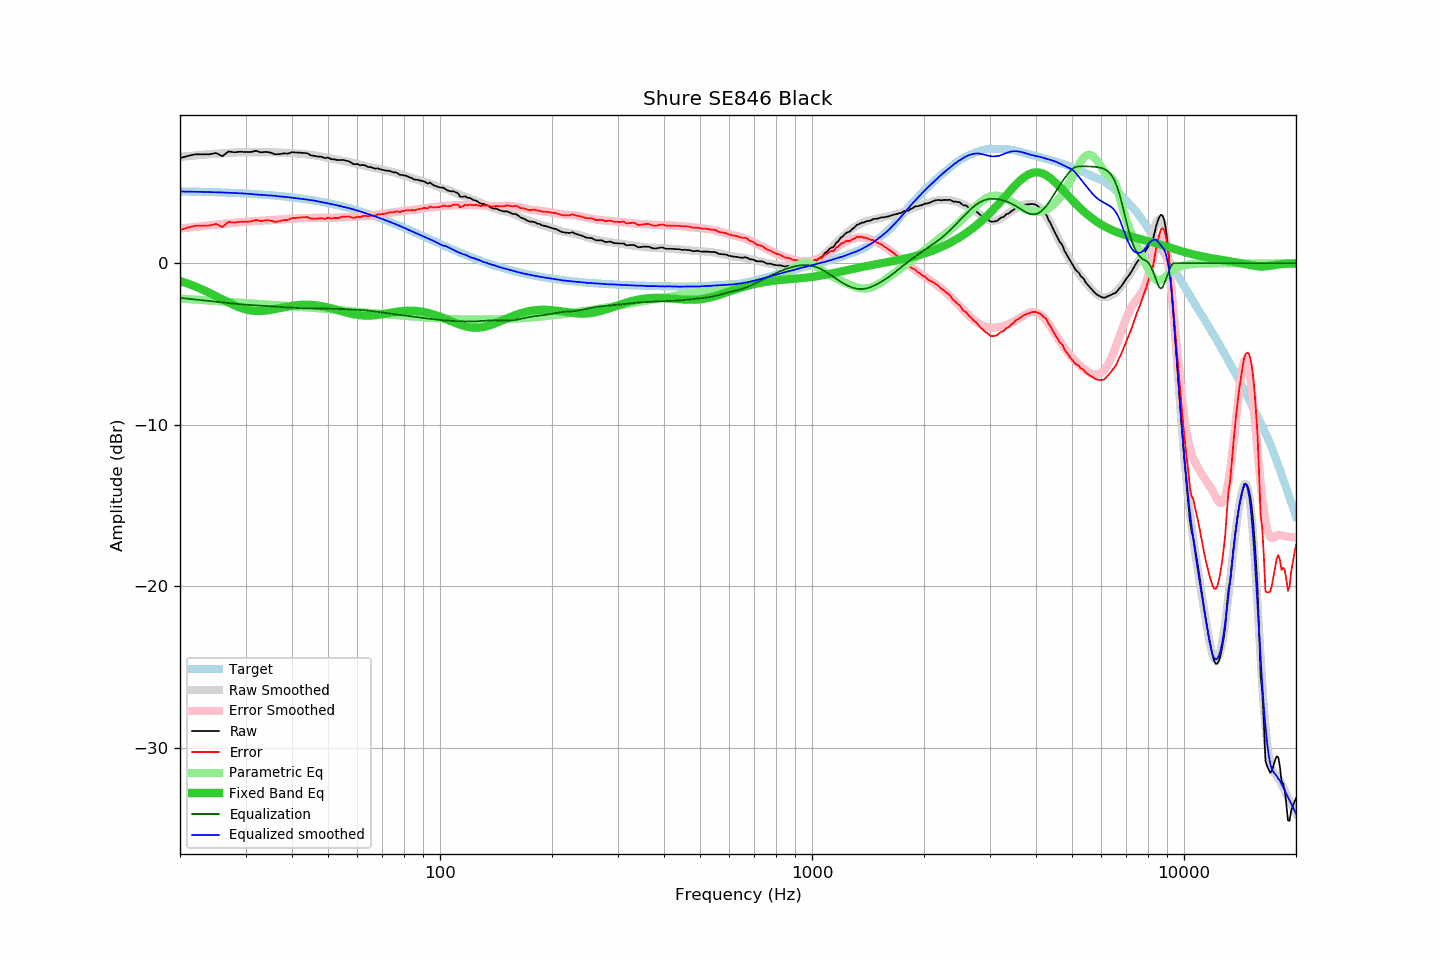 Shure SE846 Black
Amplitude (dBr)
0
−10
−20
−30
Target
Raw Smoothed
Error Smoothed
Raw
Error
Parametric Eq
Fixed Band Eq
Equalization
Equalized smoothed
100
1000
10000
Frequency (Hz)